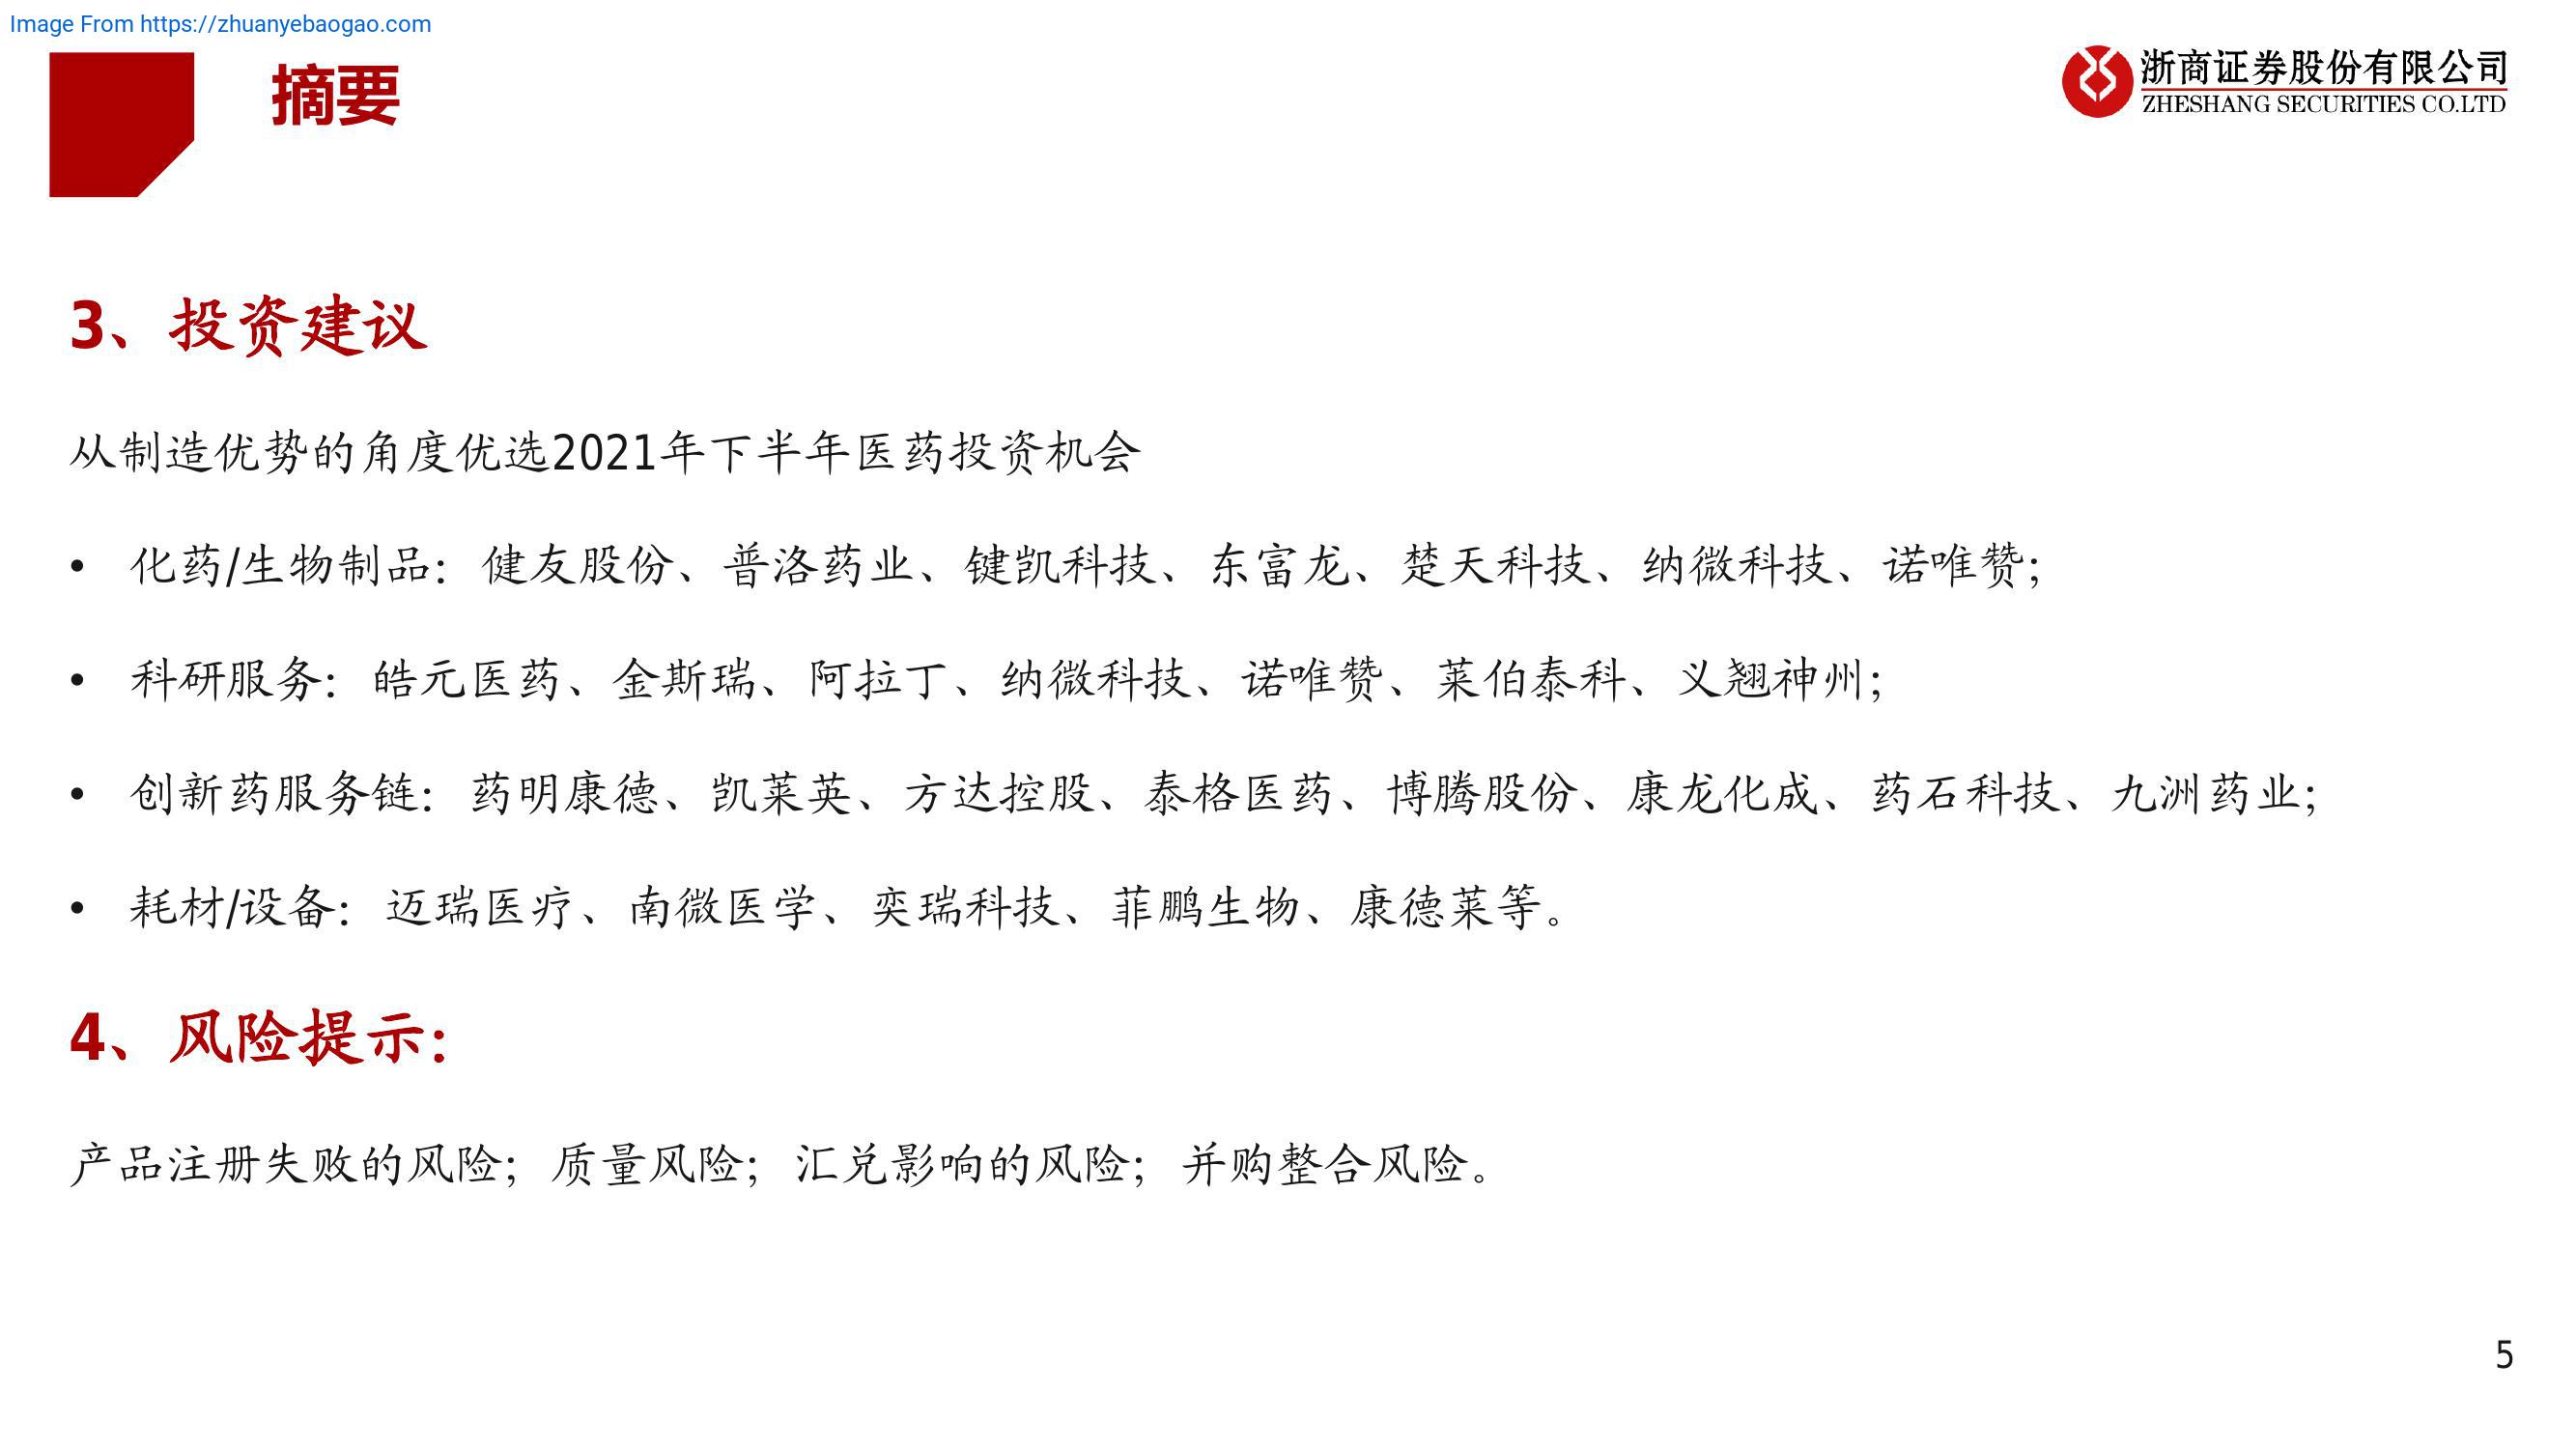 Image From https://zhuanyebaogao.com
摘要
浙商证券股份有限公司
ZHESHANG SECURITIES CO.LTD
3、投资建议
从制造优势的角度优选2021年下半年医药投资机会
• 化药/生物制品：健友股份、普洛药业、键凯科技、东富龙、楚天科技、纳微科技、诺唯赞；
• 科研服务：皓元医药、金斯瑞、阿拉丁、纳微科技、诺唯赞、莱伯泰科、义翘神州；
• 创新药服务链：药明康德、凯莱英、方达控股、泰格医药、博腾股份、康龙化成、药石科技、九洲药业；
• 耗材/设备：迈瑞医疗、南微医学、奕瑞科技、菲鹏生物、康德莱等。
4、风险提示：
产品注册失败的风险；质量风险；汇兑影响的风险；并购整合风险。
5